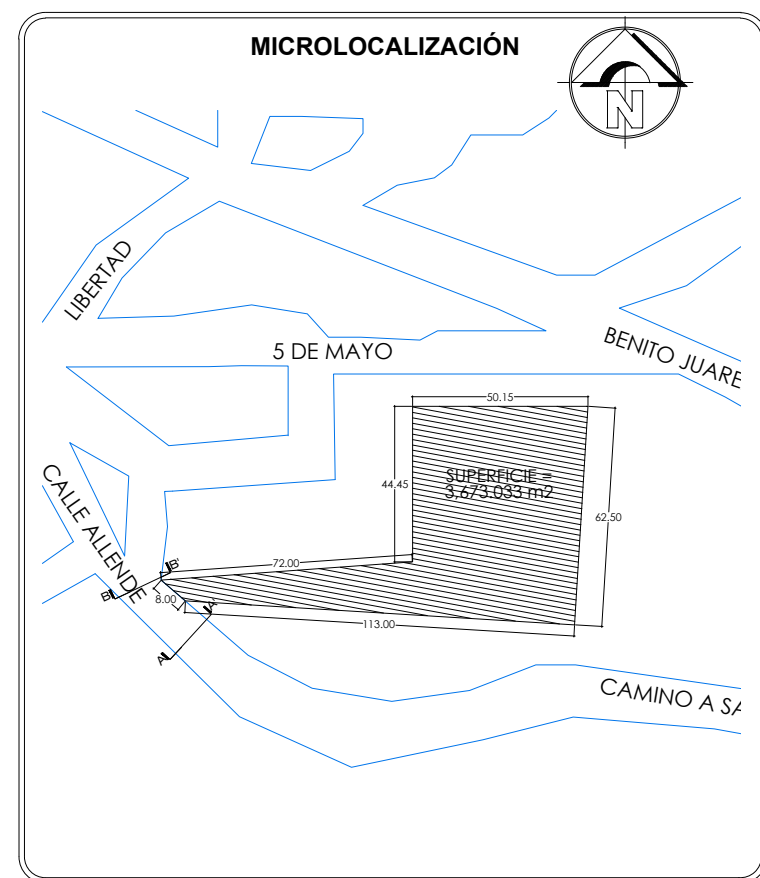 MICROLOCALIZACIÓN
N
LIBERTAD
5 DE MAYO
BENITO JUARE
50.15
CALLE ALLENDE
SUPERFICIE =
3,673.033 m2
44.45
62.50
B'
72.00
B
8.00
A'
113.00
A
CAMINO A SA